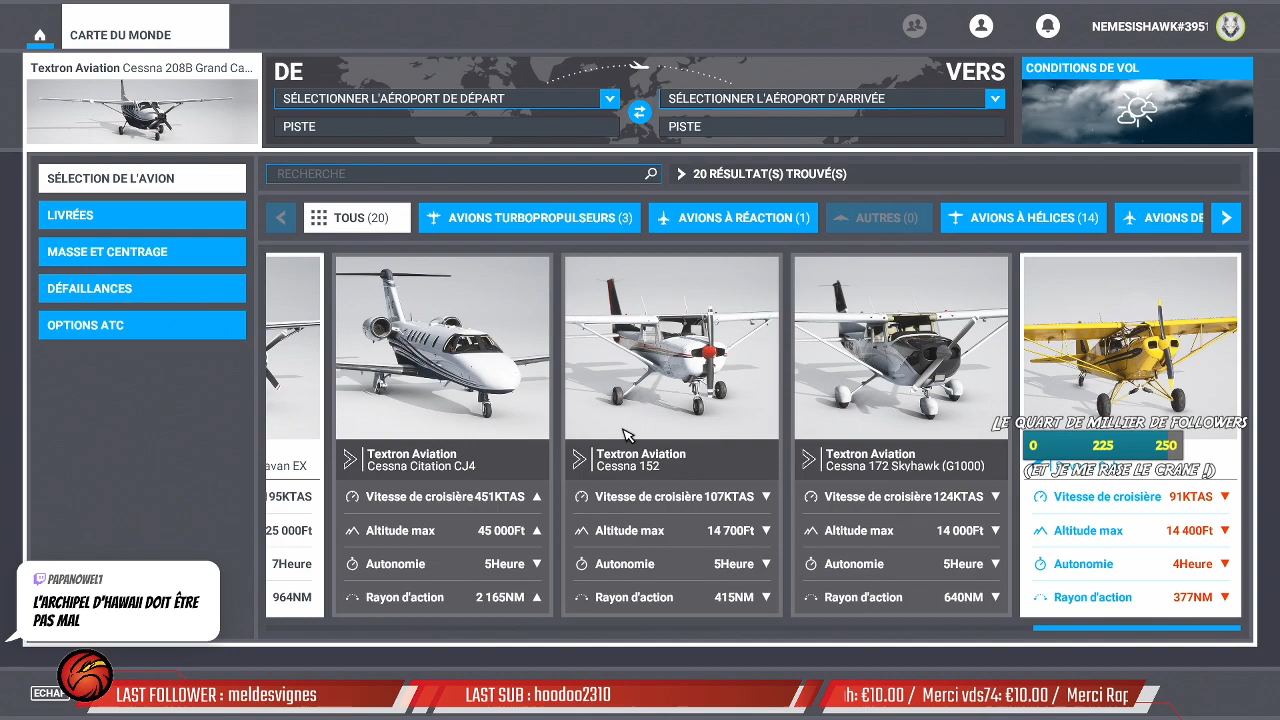 CARTE DU MONDE
NEMESISHAWK#3951
Textron Aviation Cessna 208B Grand Ca...
DE
VERS
SÉLECTIONNER L'AÉROPORT DE DÉPART
SÉLECTIONNER L'AÉROPORT D'ARRIVÉE
PISTE
PISTE
CONDITIONS DE VOL
SÉLECTION DE L'AVION
LIVRÉES
MASSE ET CENTRAGE
DÉFAILLANCES
OPTIONS ATC
RECHERCHE
20 RÉSULTAT(S) TROUVÉ(S)
TOUS (20)
AVIONS TURBOPROPULSEURS (3)
AVIONS À RÉACTION (1)
AUTRES (0)
AVIONS À HÉLICES (14)
AVIONS DE
avan EX
95KTAS
25 000Ft
7Heure
964NM
Textron Aviation
Cessna Citation CJ4
Vitesse de croisière 451KTAS
Altitude max 45 000Ft
Autonomie 5Heure
Rayon d'action 2 165NM
Textron Aviation
Cessna 152
Vitesse de croisière 107KTAS
Altitude max 14 700Ft
Autonomie 5Heure
Rayon d'action 415NM
Textron Aviation
Cessna 172 Skyhawk (G1000)
Vitesse de croisière 124KTAS
Altitude max 14 000Ft
Autonomie 5Heure
Rayon d'action 640NM
LE QUART DE MILLIER DE FOLLOWERS
0 225 250
(ET JE ME RASE LE CRANE !)
Vitesse de croisière 91KTAS
Altitude max 14 400Ft
Autonomie 4Heure
Rayon d'action 377NM
PAPANOWEL1
L'ARCHIPEL D'HAWAII DOIT ÊTRE
PAS MAL
ECHAP
LAST FOLLOWER : meldesvignes
LAST SUB : hoodoo2310
h: €10.00 / Merci vds74: €10.00 / Merci Rap